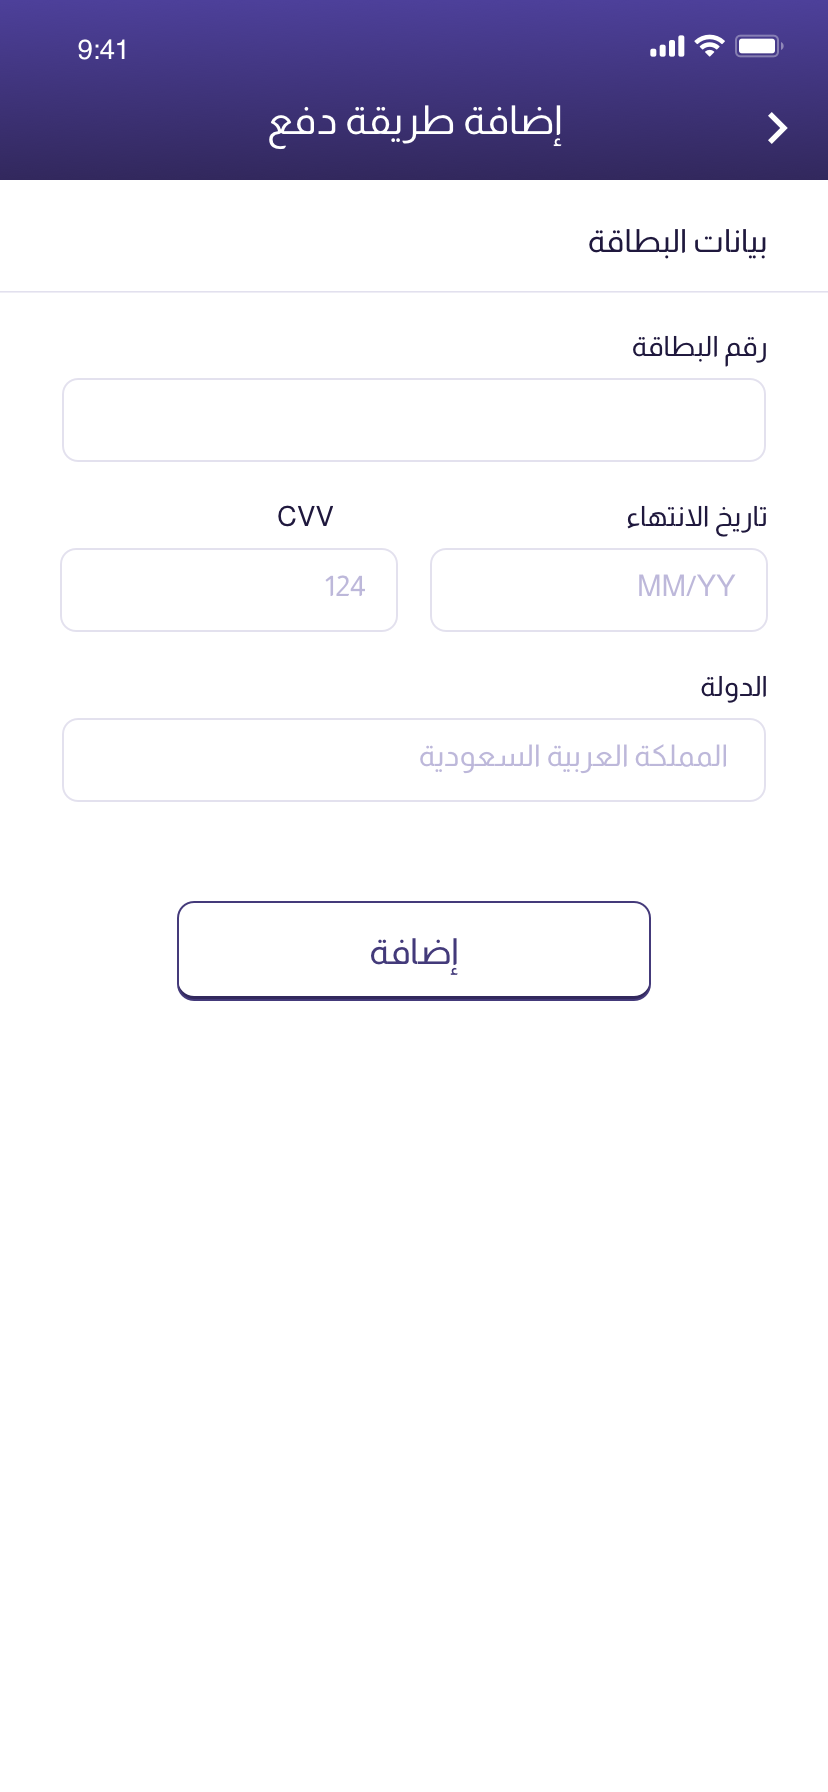 9:41
إضافة طريقة دفع
بيانات البطاقة
رقم البطاقة
تاريخ الانتهاء
CVV
MM/YY
124
الدولة
المملكة العربية السعودية
إضافة